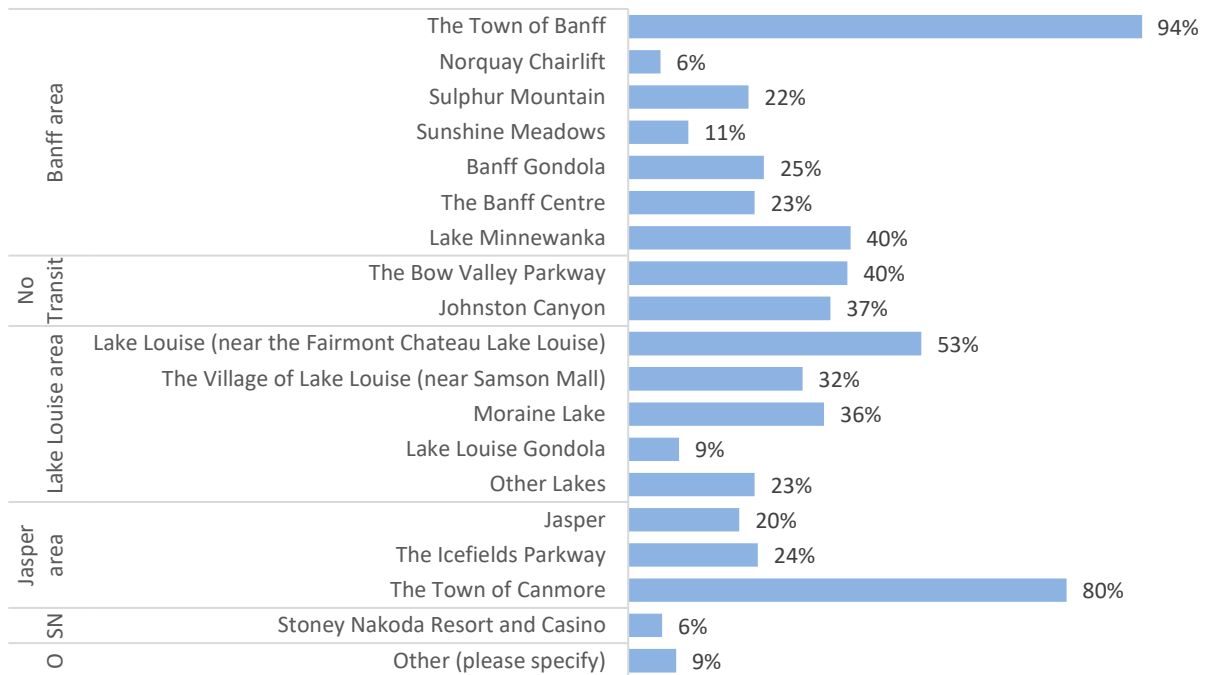 Banff area
The Town of Banff 94%
Norquay Chairlift 6%
Sulphur Mountain 22%
Sunshine Meadows 11%
Banff Gondola 25%
The Banff Centre 23%
Lake Minnewanka 40%
No
Transit
The Bow Valley Parkway 40%
Johnston Canyon 37%
Lake Louise area
Lake Louise (near the Fairmont Chateau Lake Louise) 53%
The Village of Lake Louise (near Samson Mall) 32%
Moraine Lake 36%
Lake Louise Gondola 9%
Other Lakes 23%
Jasper
area
Jasper 20%
The Icefields Parkway 24%
The Town of Canmore 80%
SN
Stoney Nakoda Resort and Casino 6%
O
Other (please specify) 9%